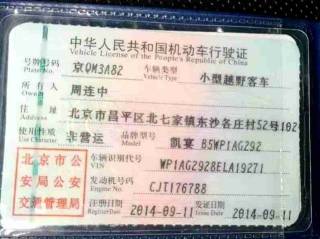 中华人民共和国机动车行驶证
Vehicle License of the People's Republic of China
号牌号码 京QM3A82 车辆类型 小型越野客车
Plate No. Vehicle Type
所有人 周连中
Owner
住址 北京市昌平区北七家镇东沙各庄村52号102
Address
使用性质 非营运 品牌型号 凯宴 B5WP1AG292
Use Character Model
北京市公安局公安交通管理局
车辆识别代号 WP1AG2928ELA19271
VIN
发动机号码 CJT176788
Engine No.
注册日期 2014-09-11 发证日期 2014-09-11
Register Date Issue Date